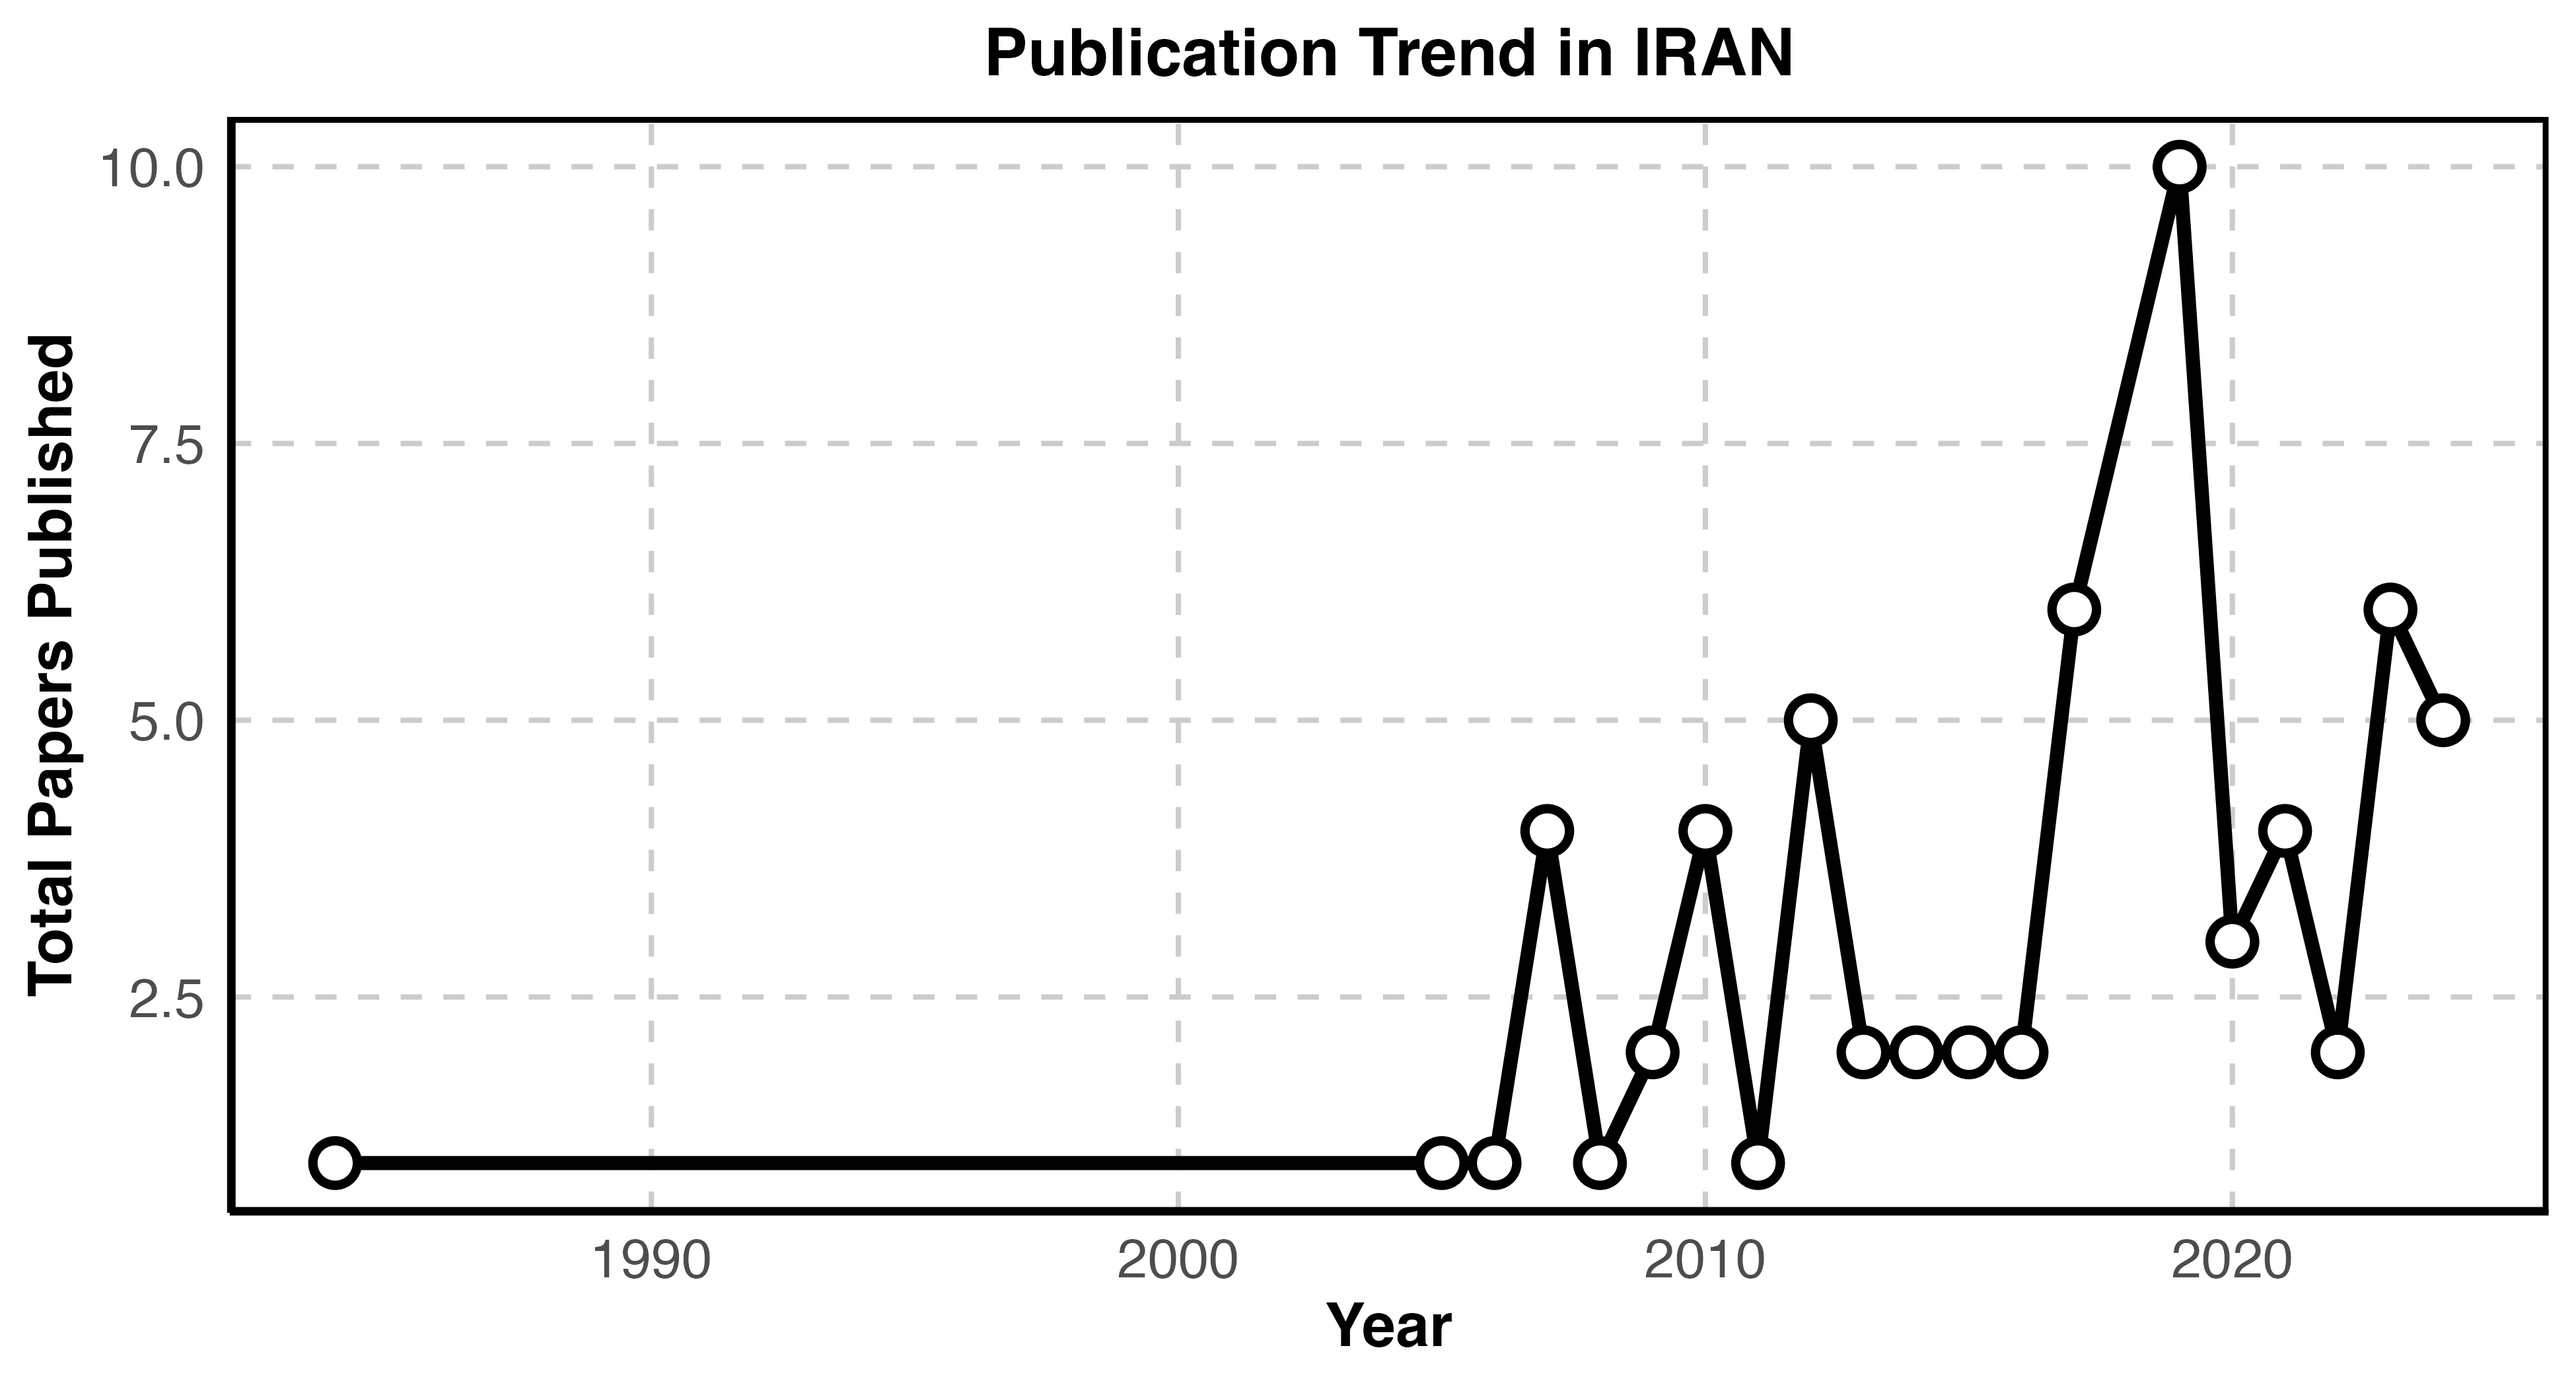 Publication Trend in IRAN
Total Papers Published
10.0
7.5
5.0
2.5
1990
2000
2010
2020
Year